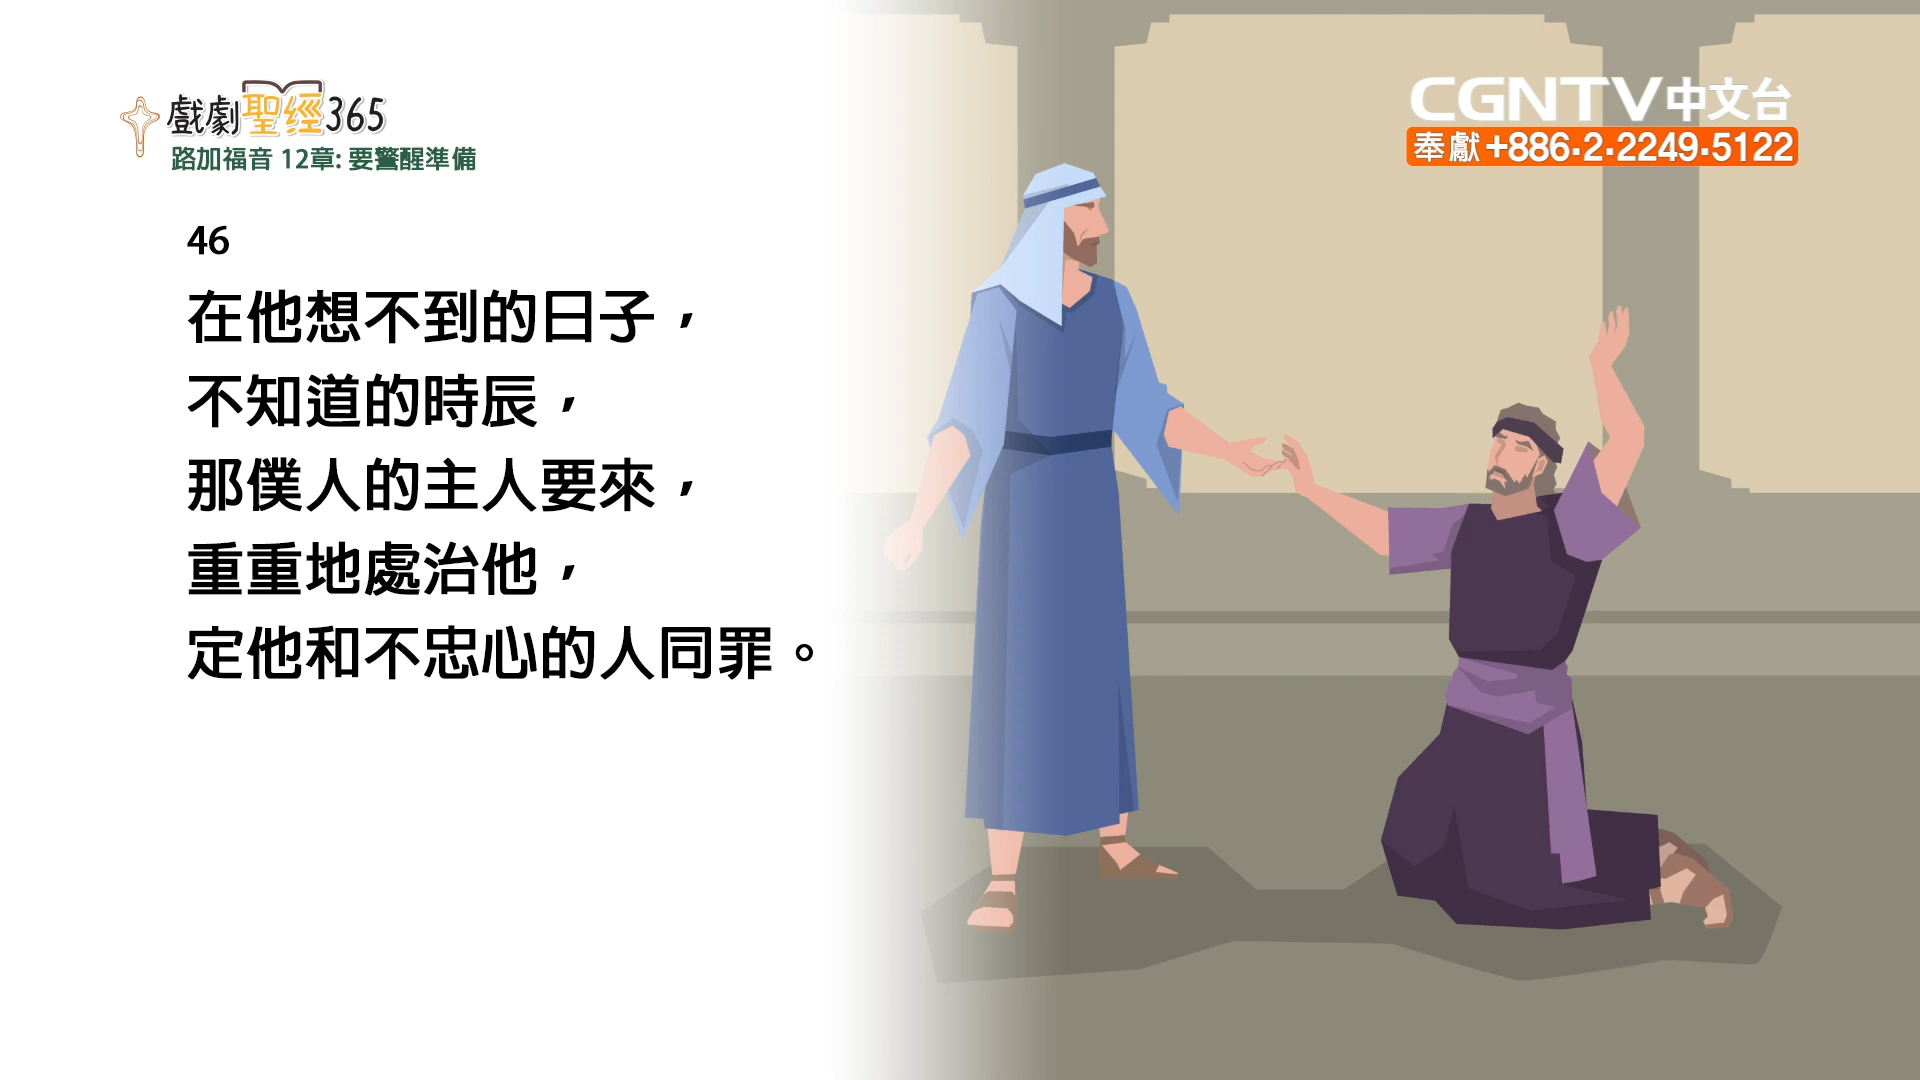 戲劇聖經365
路加福音 12章: 要警醒準備
CGNTV中文台
奉獻 +886·2·2249·5122
46
在他想不到的日子，
不知道的時辰，
那僕人的主人要來，
重重地處治他，
定他和不忠心的人同罪。